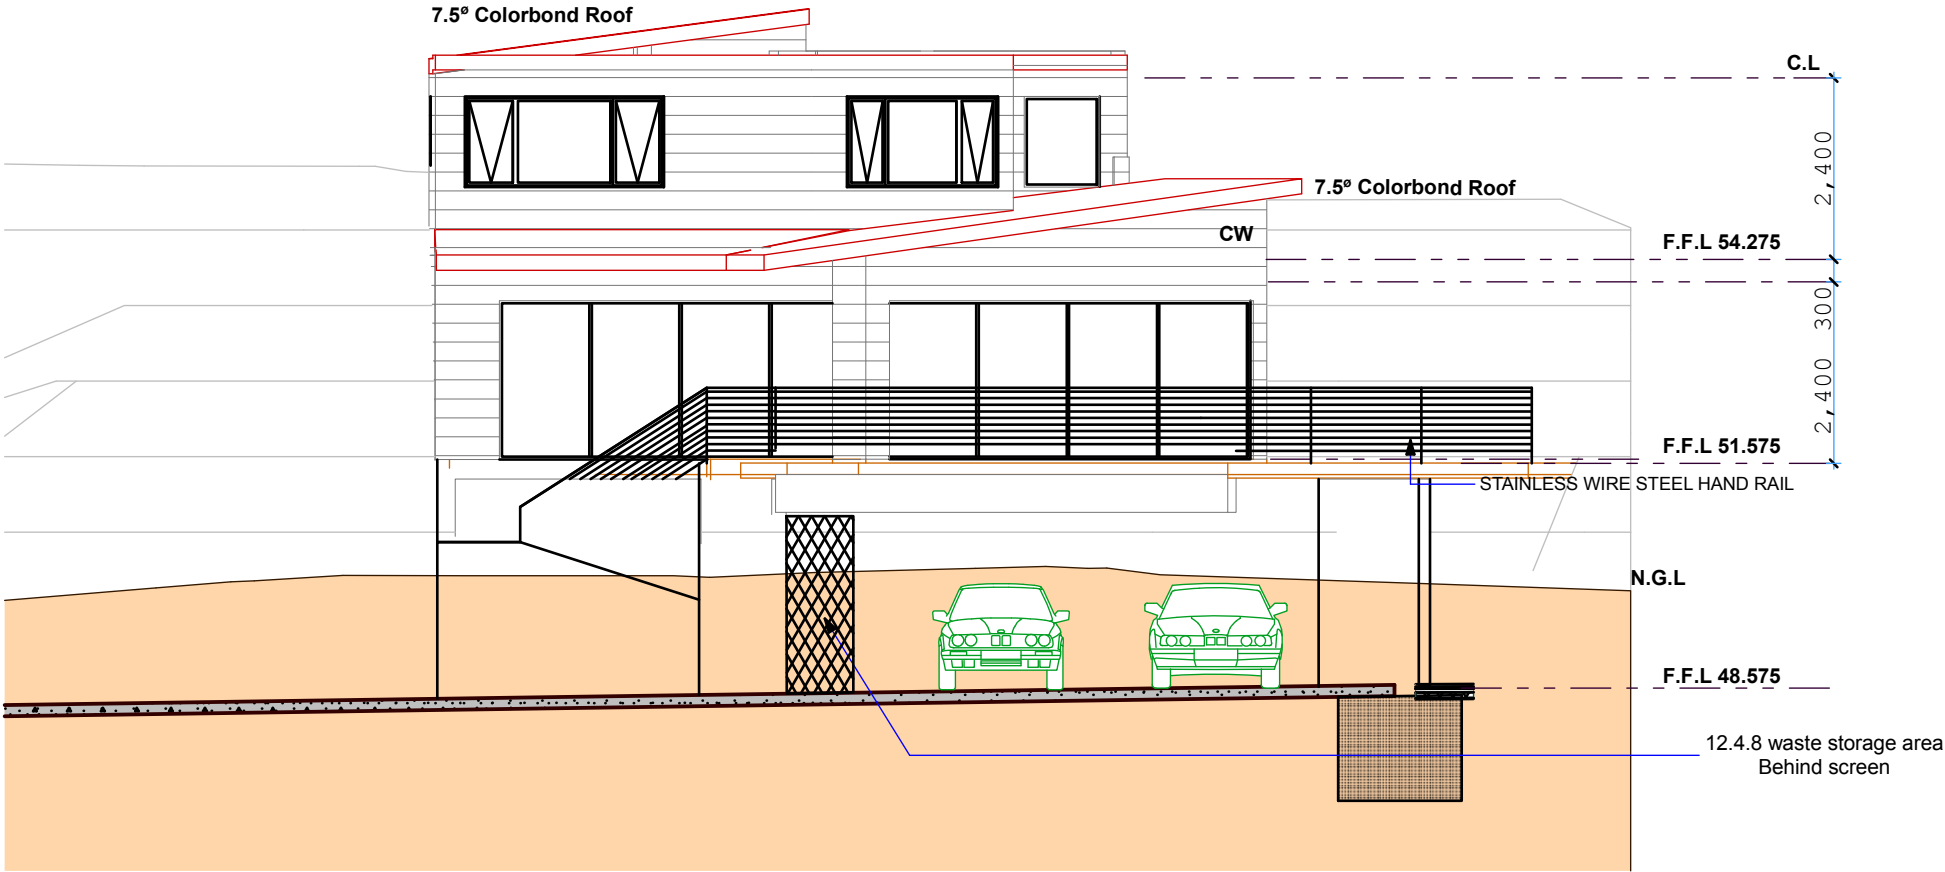 7.5ᵒ̸ Colorbond Roof
C.L
2,400
7.5ᵒ̸ Colorbond Roof
CW
F.F.L 54.275
300
2,400
F.F.L 51.575
STAINLESS WIRE STEEL HAND RAIL
N.G.L
F.F.L 48.575
12.4.8 waste storage area
Behind screen